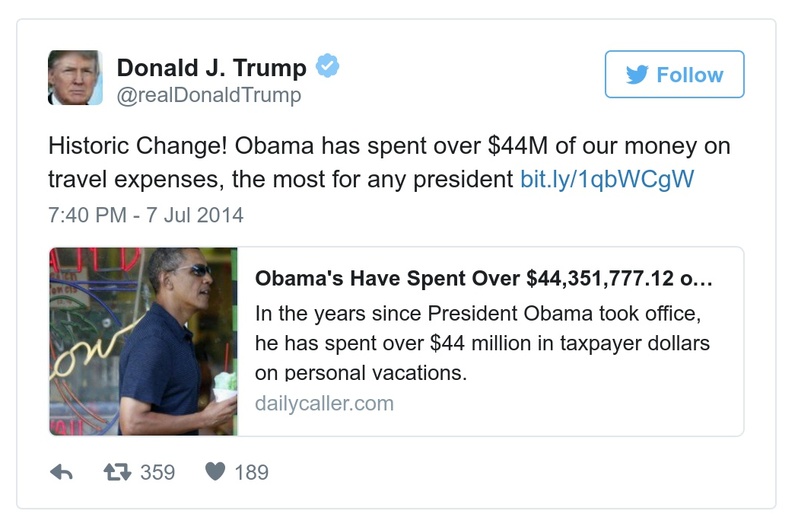 Donald J. Trump
@realDonaldTrump
Follow
Historic Change! Obama has spent over $44M of our money on
travel expenses, the most for any president bit.ly/1qbWCgW
7:40 PM - 7 Jul 2014
Obama's Have Spent Over $44,351,777.12 o...
In the years since President Obama took office,
he has spent over $44 million in taxpayer dollars
on personal vacations.
dailycaller.com
359
189